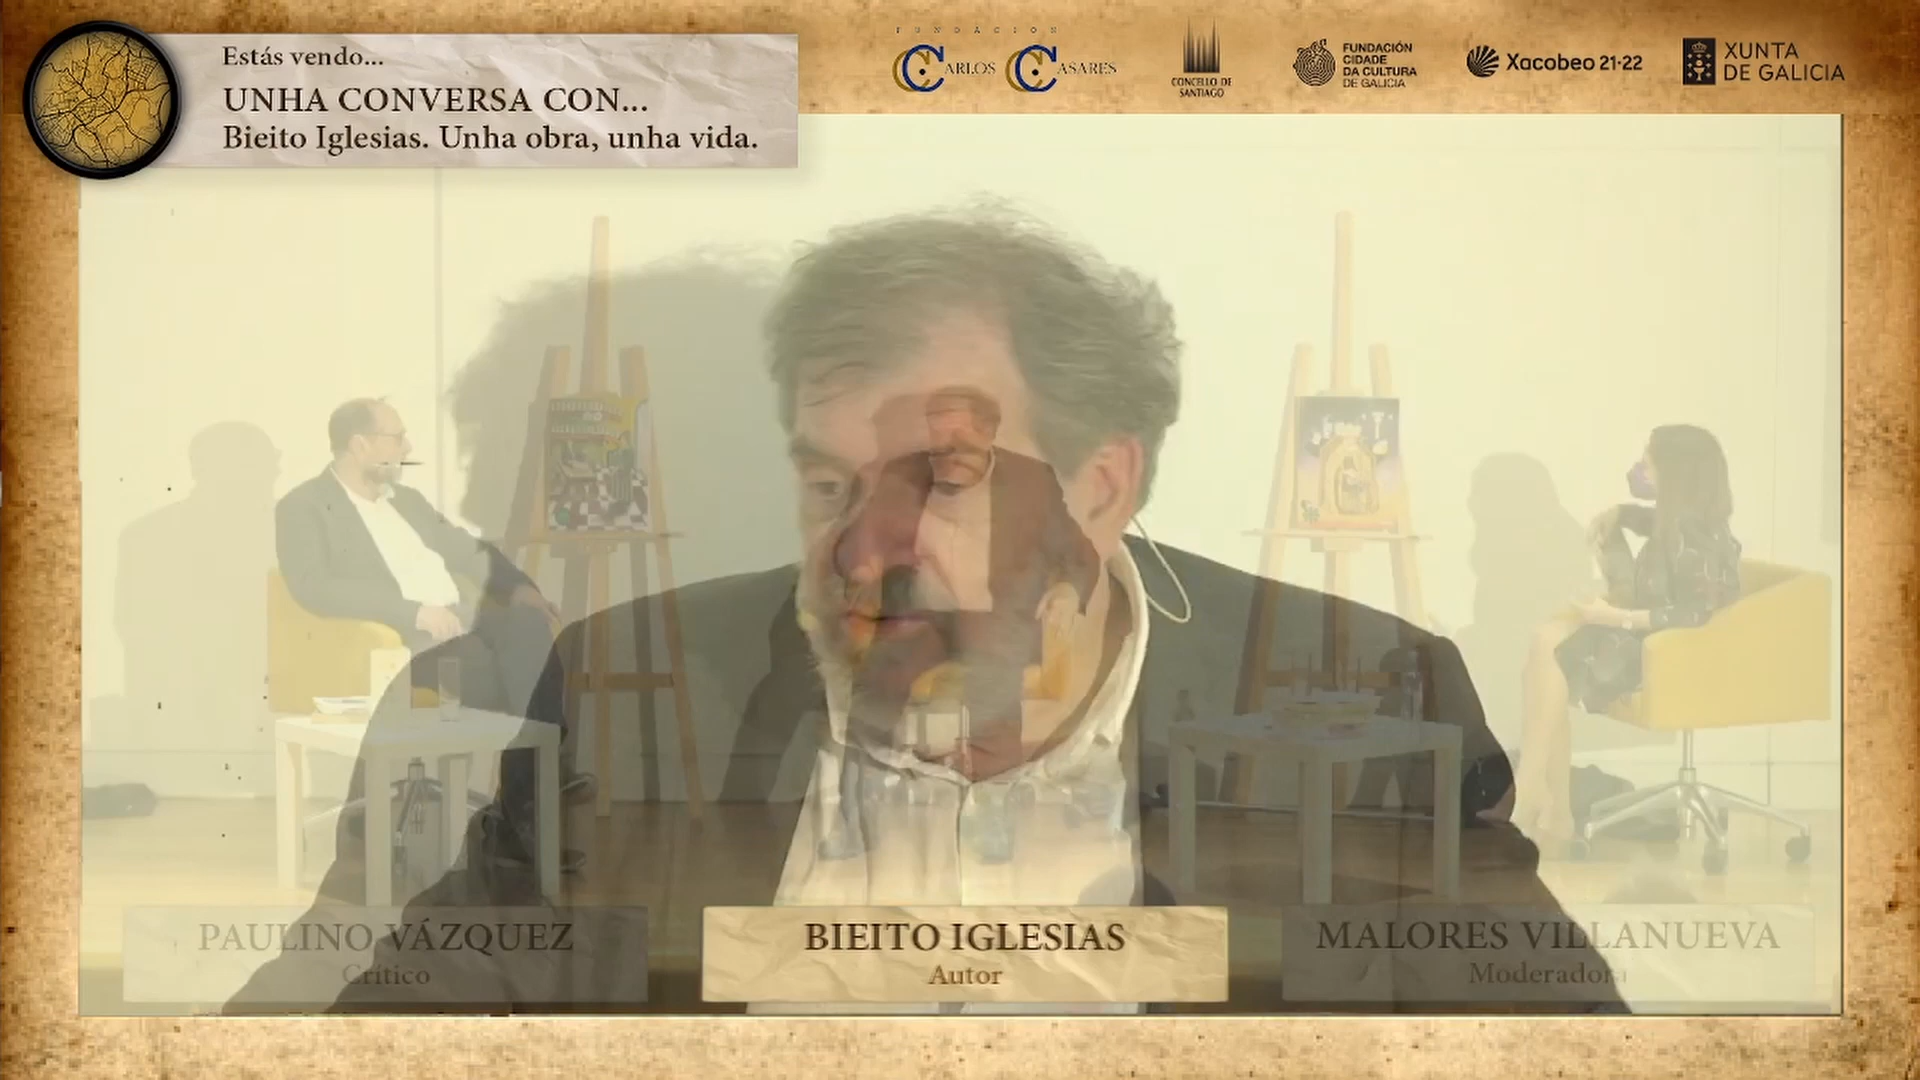 Estás vendo...
UNHA CONVERSA CON...
Bieito Iglesias. Unha obra, unha vida.
FUNDACIÓN
CARLOS CASARES
CONCELLO DE
SANTIAGO
FUNDACIÓN
CIDADE
DA CULTURA
DE GALICIA
Xacobeo 21·22
XUNTA
DE GALICIA
PAULINO VÁZQUEZ
Crítico
BIEITO IGLESIAS
Autor
MALORES VILLANUEVA
Moderadora